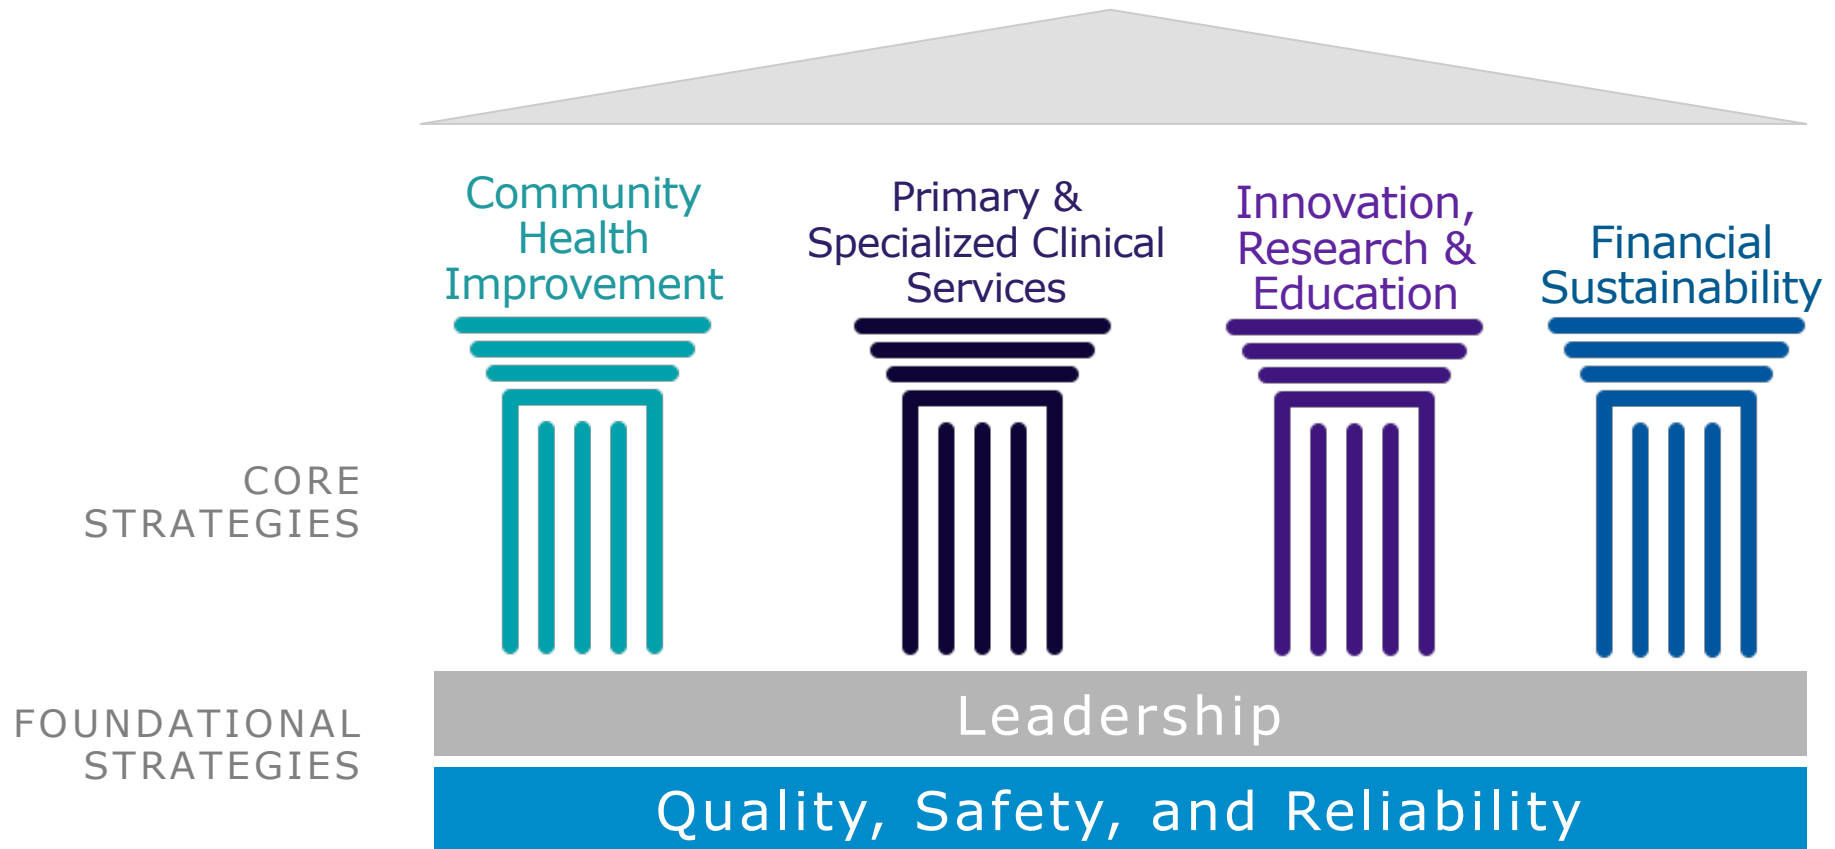 Community
Health
Improvement
Primary &
Specialized Clinical
Services
Innovation,
Research &
Education
Financial
Sustainability
CORE
STRATEGIES
FOUNDATIONAL
STRATEGIES
Leadership
Quality, Safety, and Reliability